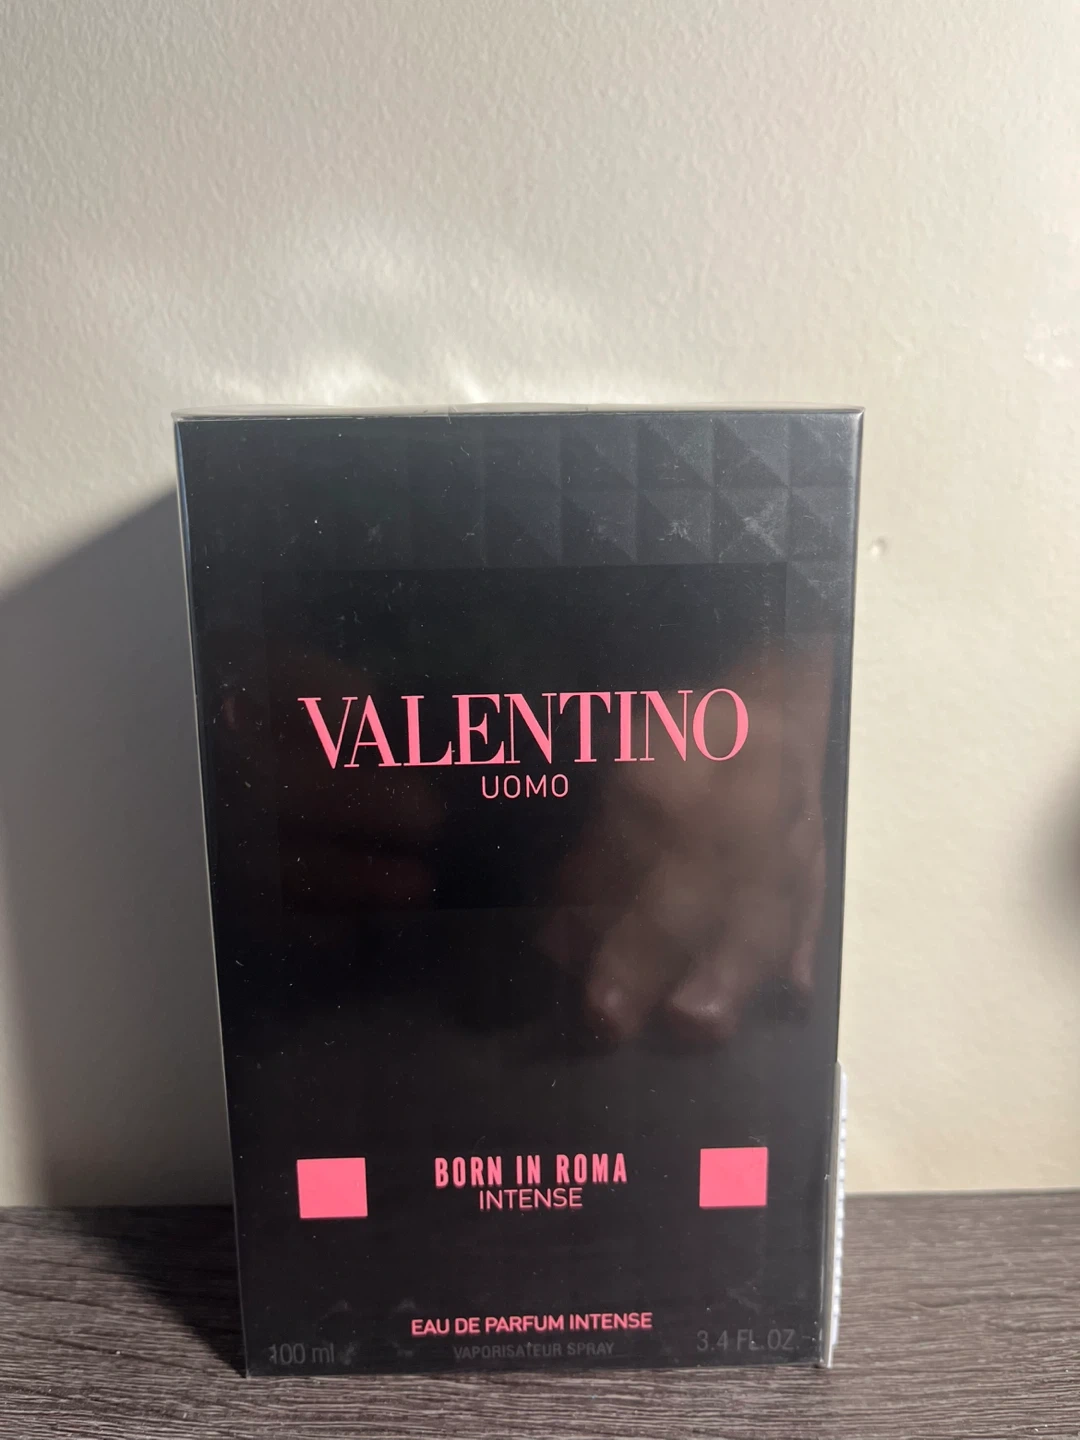 VALENTINO
UOMO
BORN IN ROMA
INTENSE
EAU DE PARFUM INTENSE
100 ml VAPORISATEUR SPRAY 3.4 FL.OZ.